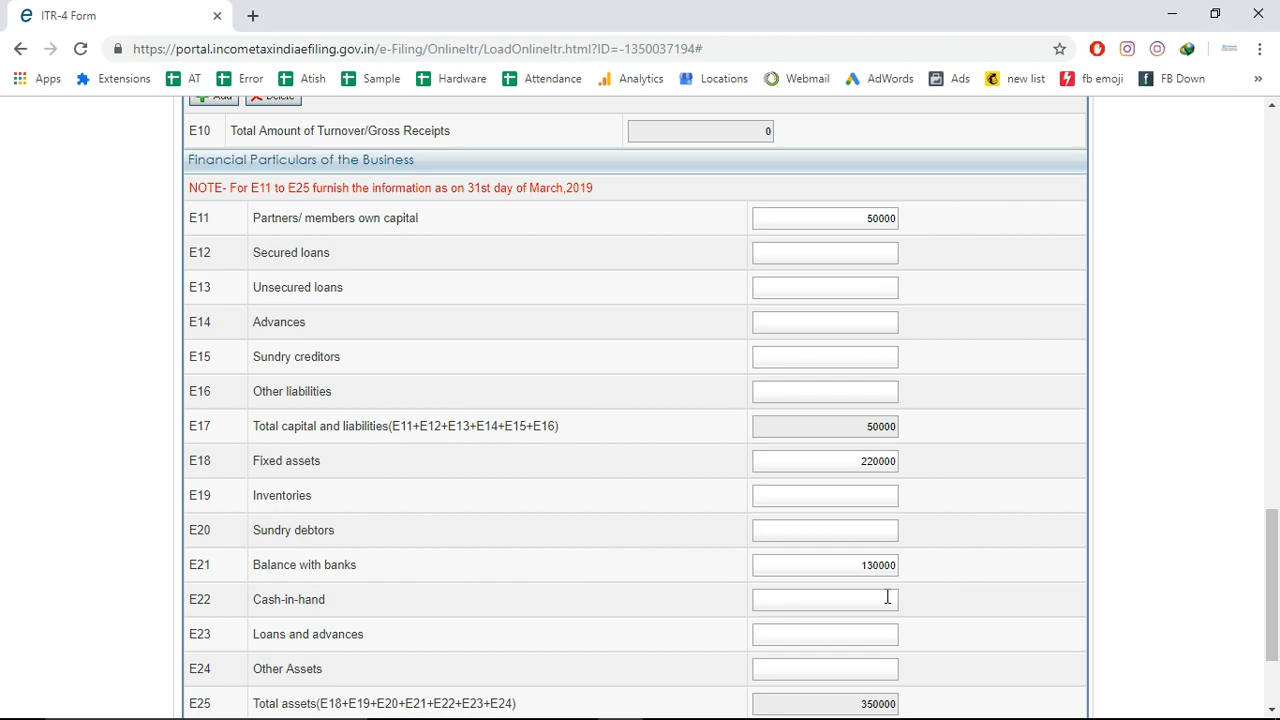 ITR-4 Form
https://portal.incometaxindiaefiling.gov.in/e-Filing/OnlineItr/LoadOnlineItr.html?ID=-1350037194#
Apps Extensions AT Error Atish Sample Hardware Attendance Analytics Locations Webmail AdWords Ads new list fb emoji FB Down »
Add Delete
E10 Total Amount of Turnover/Gross Receipts 0
Financial Particulars of the Business
NOTE- For E11 to E25 furnish the information as on 31st day of March,2019
E11 Partners/ members own capital 50000
E12 Secured loans
E13 Unsecured loans
E14 Advances
E15 Sundry creditors
E16 Other liabilities
E17 Total capital and liabilities(E11+E12+E13+E14+E15+E16) 50000
E18 Fixed assets 220000
E19 Inventories
E20 Sundry debtors
E21 Balance with banks 130000
E22 Cash-in-hand
E23 Loans and advances
E24 Other Assets
E25 Total assets(E18+E19+E20+E21+E22+E23+E24) 350000